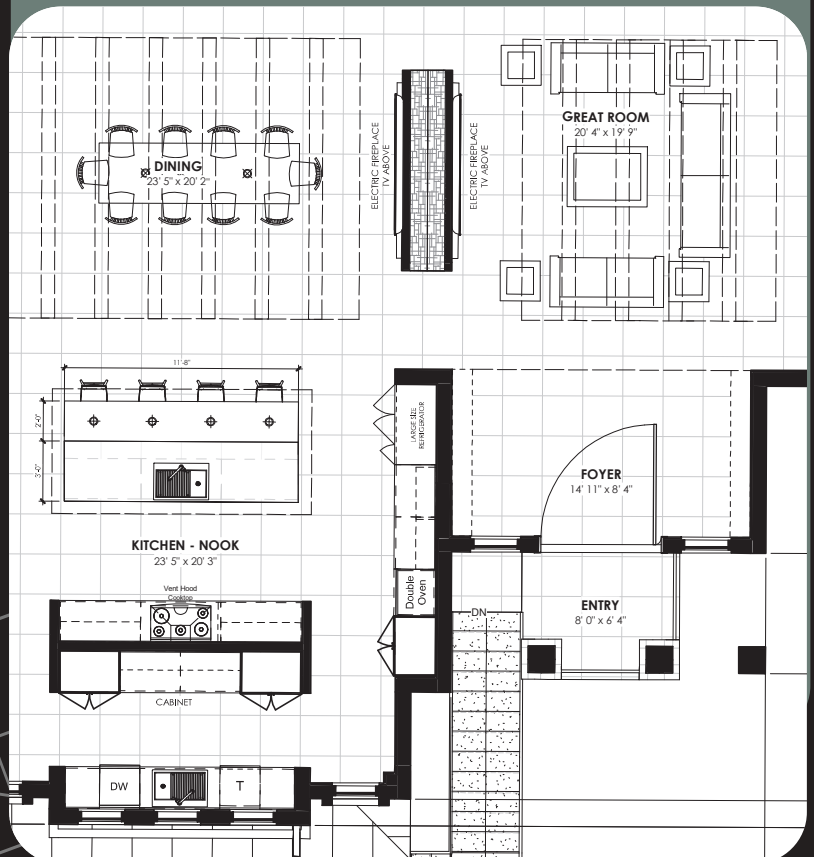 GREAT ROOM
20' 4" x 19' 9"
DINING
23' 5" x 20' 2"
ELECTRIC FIREPLACE
TV ABOVE
ELECTRIC FIREPLACE
TV ABOVE
11'-8"
2'-0"
3'-0"
LARGE SIZE
REFRIGERATOR
FOYER
14' 11" x 8' 4"
KITCHEN - NOOK
23' 5" x 20' 3"
Vent Hood
Cooktop
Double
Oven
DN
ENTRY
8' 0" x 6' 4"
CABINET
DW
T